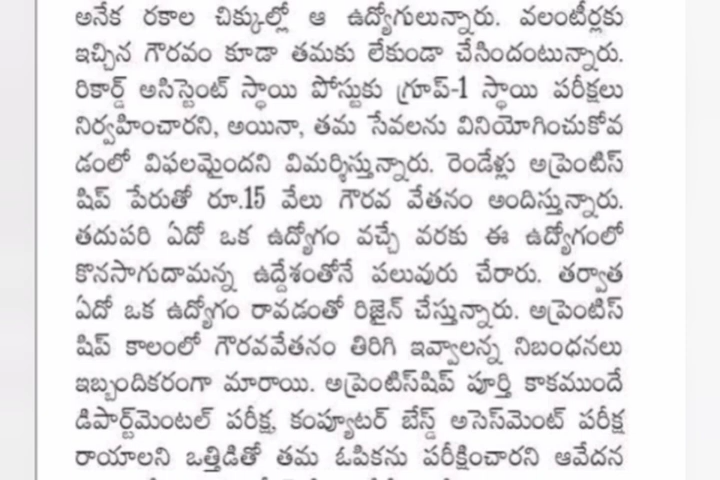 అనేక రకాల చిక్కుల్లో ఆ ఉద్యోగులున్నారు. వలంటీర్లకు
ఇచ్చిన గౌరవం కూడా తమకు లేకుండా చేసిందంటున్నారు.
రికార్డ్ అసిస్టెంట్ స్థాయి పోస్టుకు గ్రూప్-1 స్థాయి పరీక్షలు
నిర్వహించారని, అయినా, తమ సేవలను వినియోగించుకోవ
డంలో విఫలమైందని విమర్శిస్తున్నారు. రెండేళ్లు అప్రెంటిస్
షిప్ పేరుతో రూ.15 వేలు గౌరవ వేతనం అందిస్తున్నారు.
తదుపరి ఏదో ఒక ఉద్యోగం వచ్చే వరకు ఈ ఉద్యోగంలో
కొనసాగుదామన్న ఉద్దేశంతోనే పలువురు చేరారు. తర్వాత
ఏదో ఒక ఉద్యోగం రావడంతో రిజైన్ చేస్తున్నారు. అప్రెంటిస్
షిప్ కాలంలో గౌరవవేతనం తిరిగి ఇవ్వాలన్న నిబంధనలు
ఇబ్బందికరంగా మారాయి. అప్రెంటిస్‌షిప్ పూర్తి కాకముందే
డిపార్ట్‌మెంటల్ పరీక్ష, కంప్యూటర్ బేస్డ్ అసెస్‌మెంట్ పరీక్ష
రాయాలని ఒత్తిడితో తమ ఓపికను పరీక్షించారని ఆవేదన